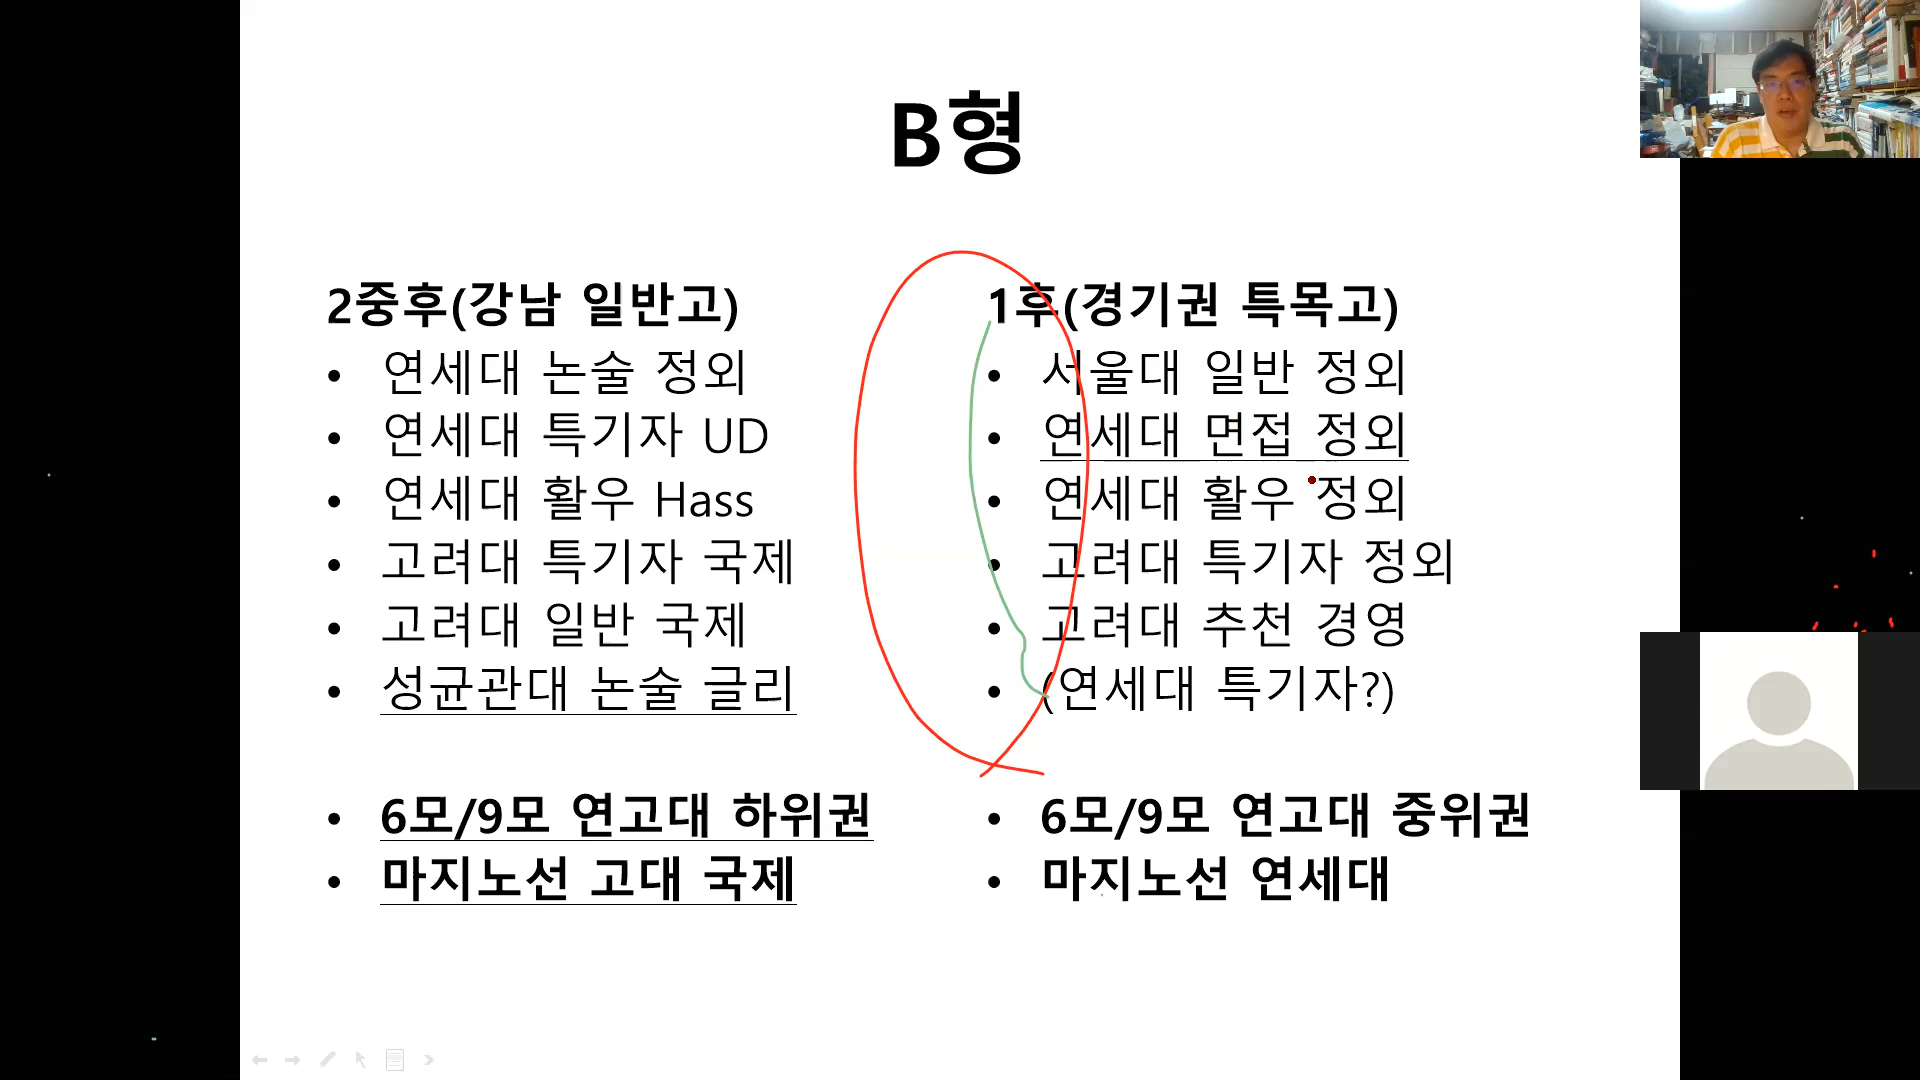 B형
2중후(강남 일반고)
• 연세대 논술 정외
• 연세대 특기자 UD
• 연세대 활우 Hass
• 고려대 특기자 국제
• 고려대 일반 국제
• 성균관대 논술 글리
• 6모/9모 연고대 하위권
• 마지노선 고대 국제
1후(경기권 특목고)
• 서울대 일반 정외
• 연세대 면접 정외
• 연세대 활우 정외
• 고려대 특기자 정외
• 고려대 추천 경영
• (연세대 특기자?)
• 6모/9모 연고대 중위권
• 마지노선 연세대